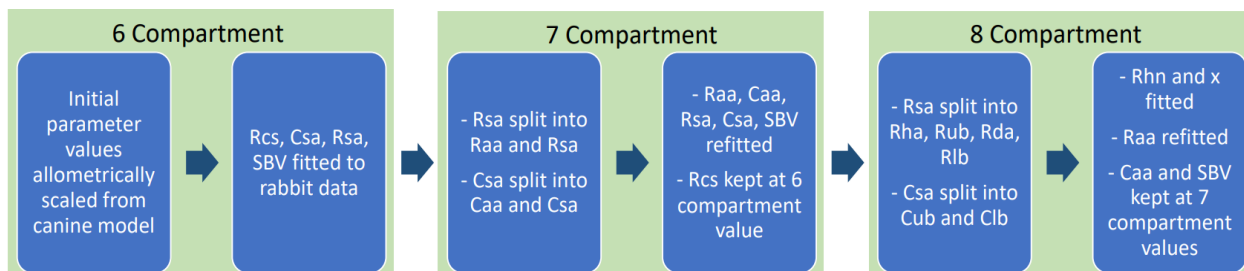 6 Compartment
Initial
parameter
values
allometrically
scaled from
canine model
Rcs, Csa, Rsa,
SBV fitted to
rabbit data
7 Compartment
- Rsa split into
Raa and Rsa
- Csa split into
Caa and Csa
- Raa, Caa,
Rsa, Csa, SBV
refitted
- Rcs kept at 6
compartment
value
8 Compartment
- Rsa split into
Rha, Rub, Rda,
Rlb
- Csa split into
Cub and Clb
- Rhn and x
fitted
- Raa refitted
- Caa and SBV
kept at 7
compartment
values